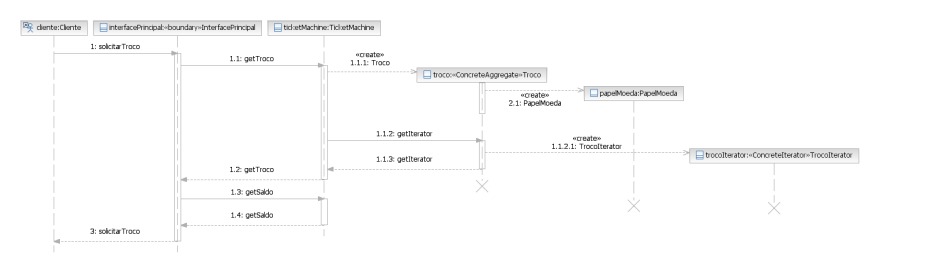 cliente:Cliente
interfacePrincipal:«boundary»InterfacePrincipal
ticketMachine:TicketMachine
1: solicitarTroco
1.1: getTroco
«create»
1.1.1: Troco
troco:«ConcreteAggregate»Troco
«create»
2.1: PapelMoeda
papelMoeda:PapelMoeda
1.1.2: getIterator
«create»
1.1.2.1: TrocoIterator
trocoIterator:«ConcreteIterator»TrocoIterator
1.1.3: getIterator
1.2: getTroco
1.3: getSaldo
1.4: getSaldo
3: solicitarTroco